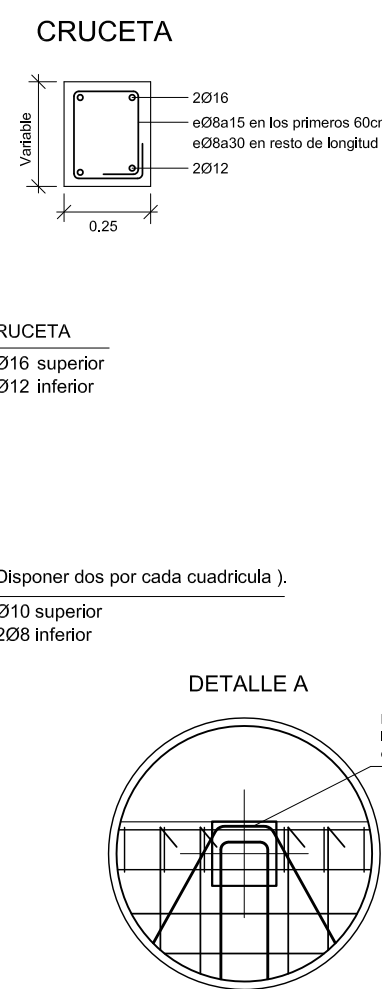 CRUCETA
2Ø16
eØ8a15 en los primeros 60cm
eØ8a30 en resto de longitud
2Ø12
Variable
0.25
RUCETA
Ø16 superior
Ø12 inferior
Disponer dos por cada cuadricula ).
Ø10 superior
2Ø8 inferior
DETALLE A